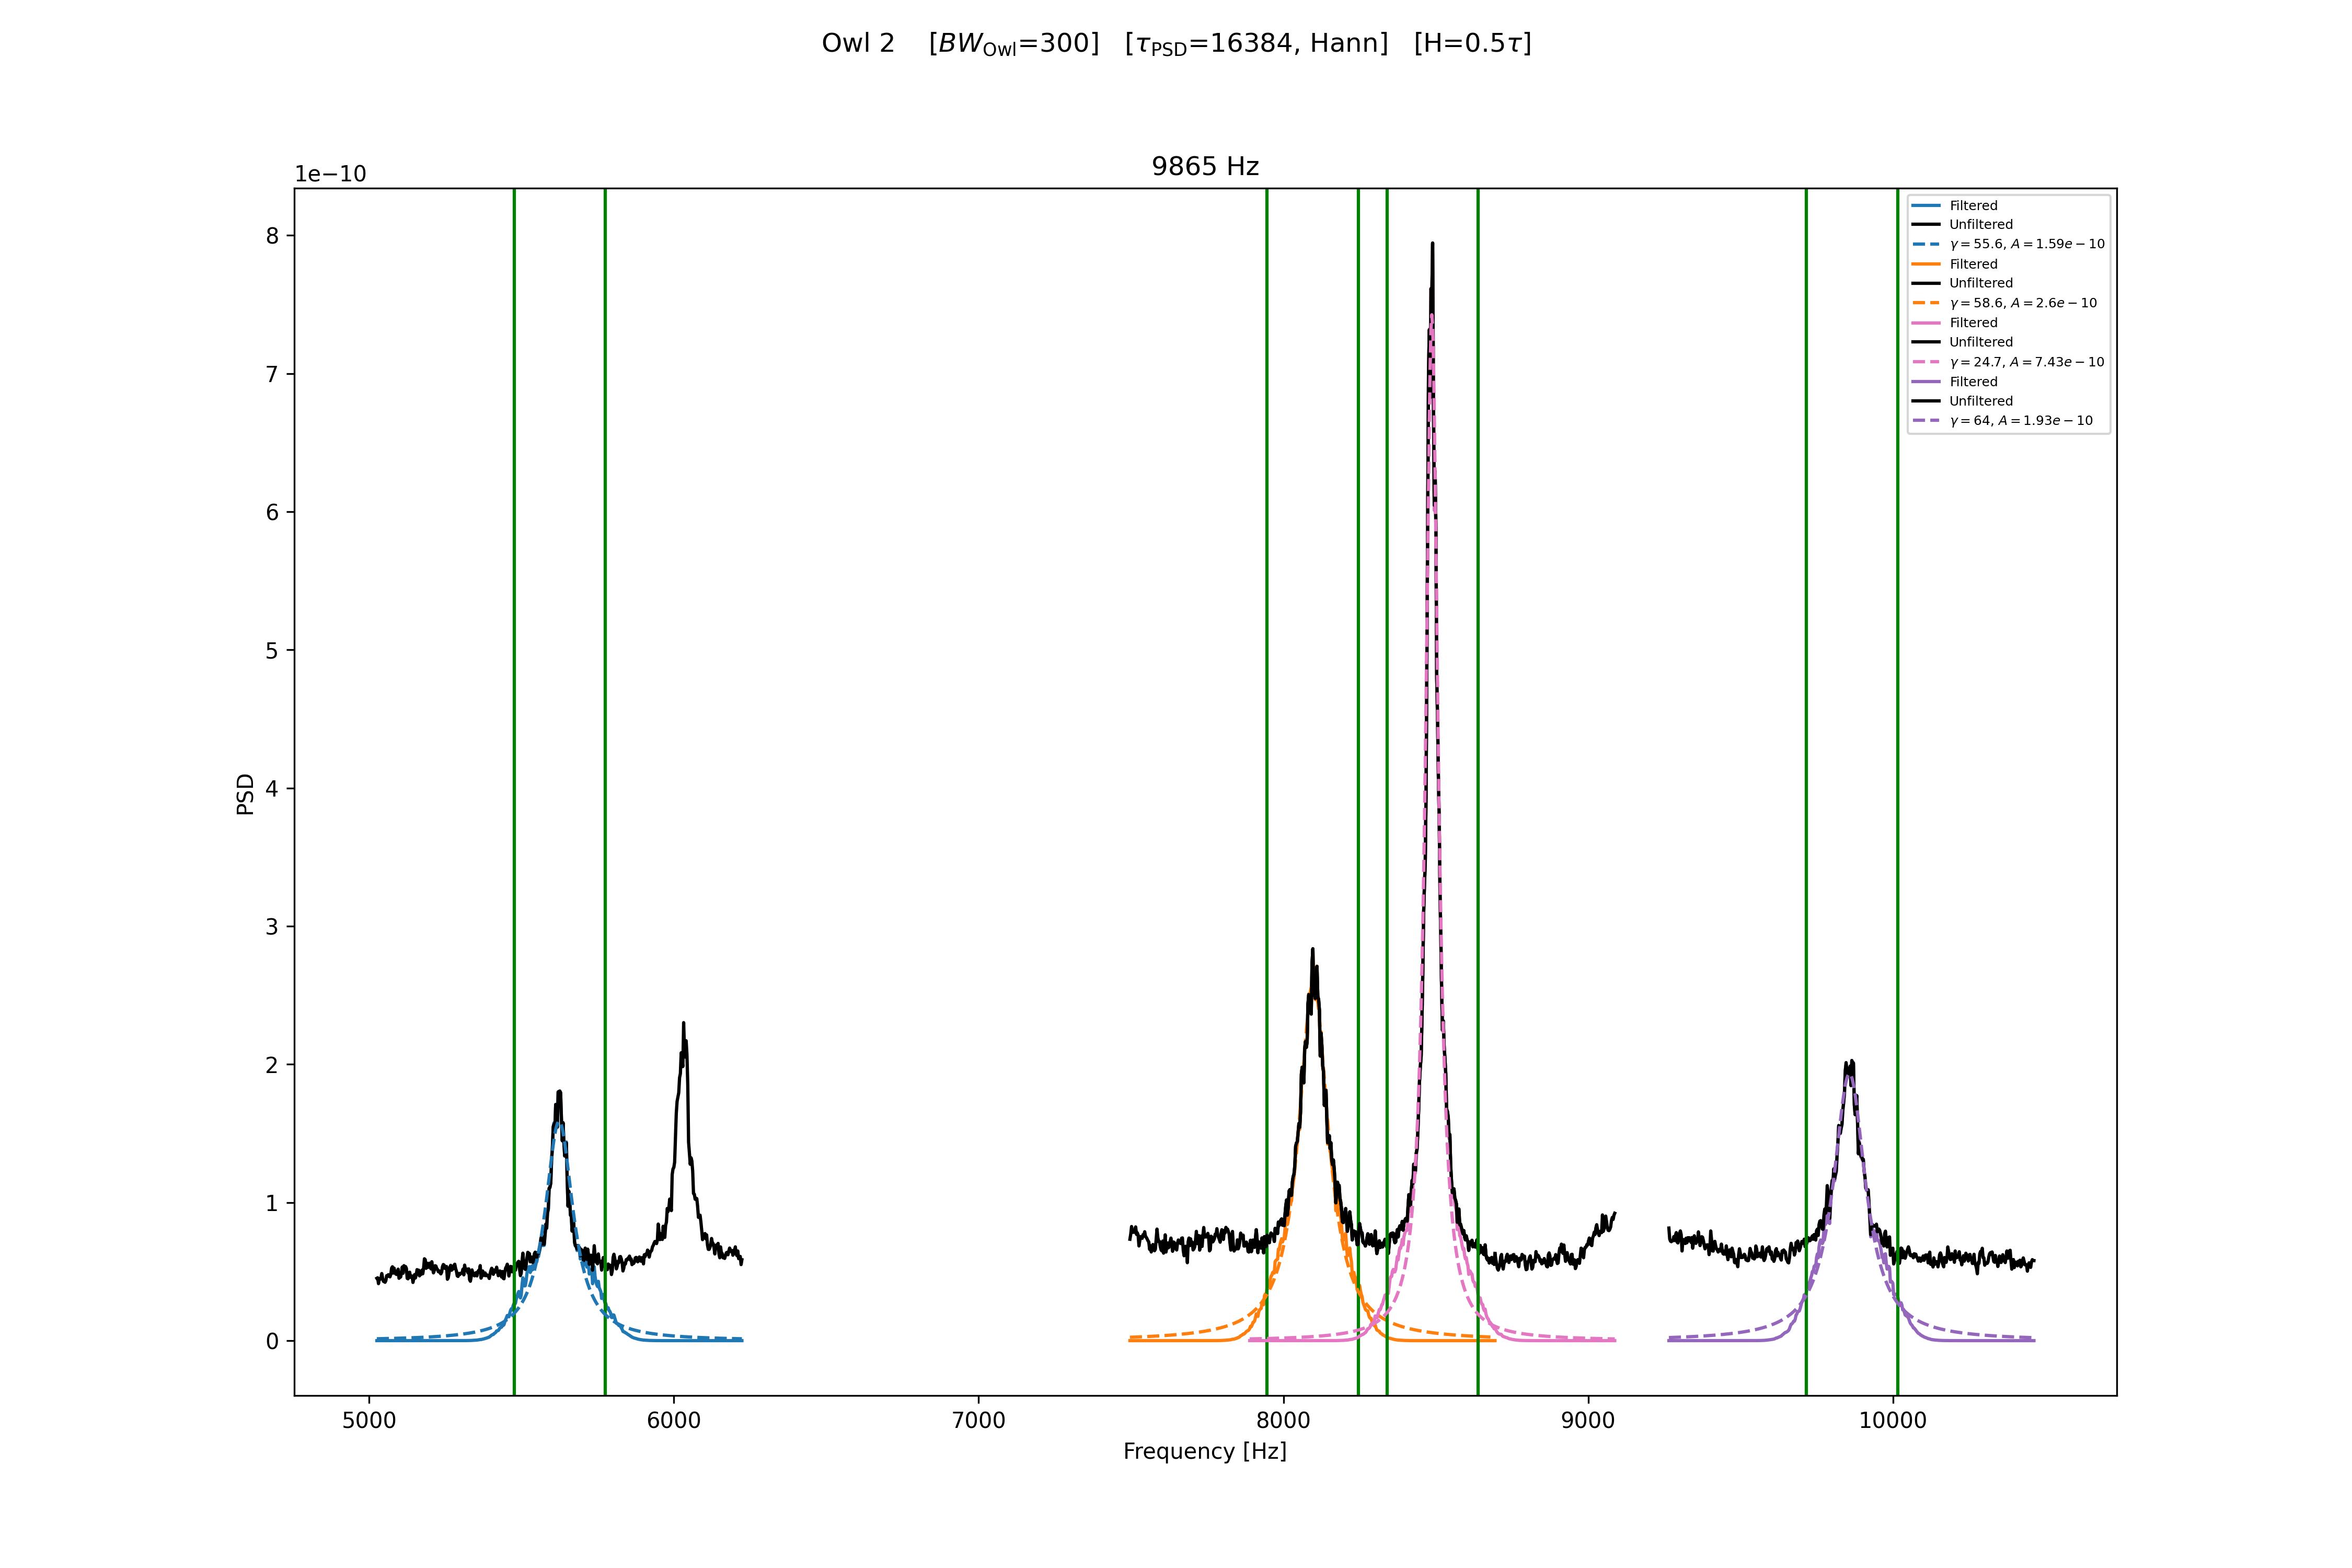 Owl 2    [BW_Owl=300]   [τ_PSD=16384, Hann]   [H=0.5τ]
9865 Hz
1e−10
8
7
6
5
4
3
2
1
0
PSD
5000 6000 7000 8000 9000 10000
Frequency [Hz]
Filtered
Unfiltered
γ = 55.6, A = 1.59e − 10
Filtered
Unfiltered
γ = 58.6, A = 2.6e − 10
Filtered
Unfiltered
γ = 24.7, A = 7.43e − 10
Filtered
Unfiltered
γ = 64, A = 1.93e − 10